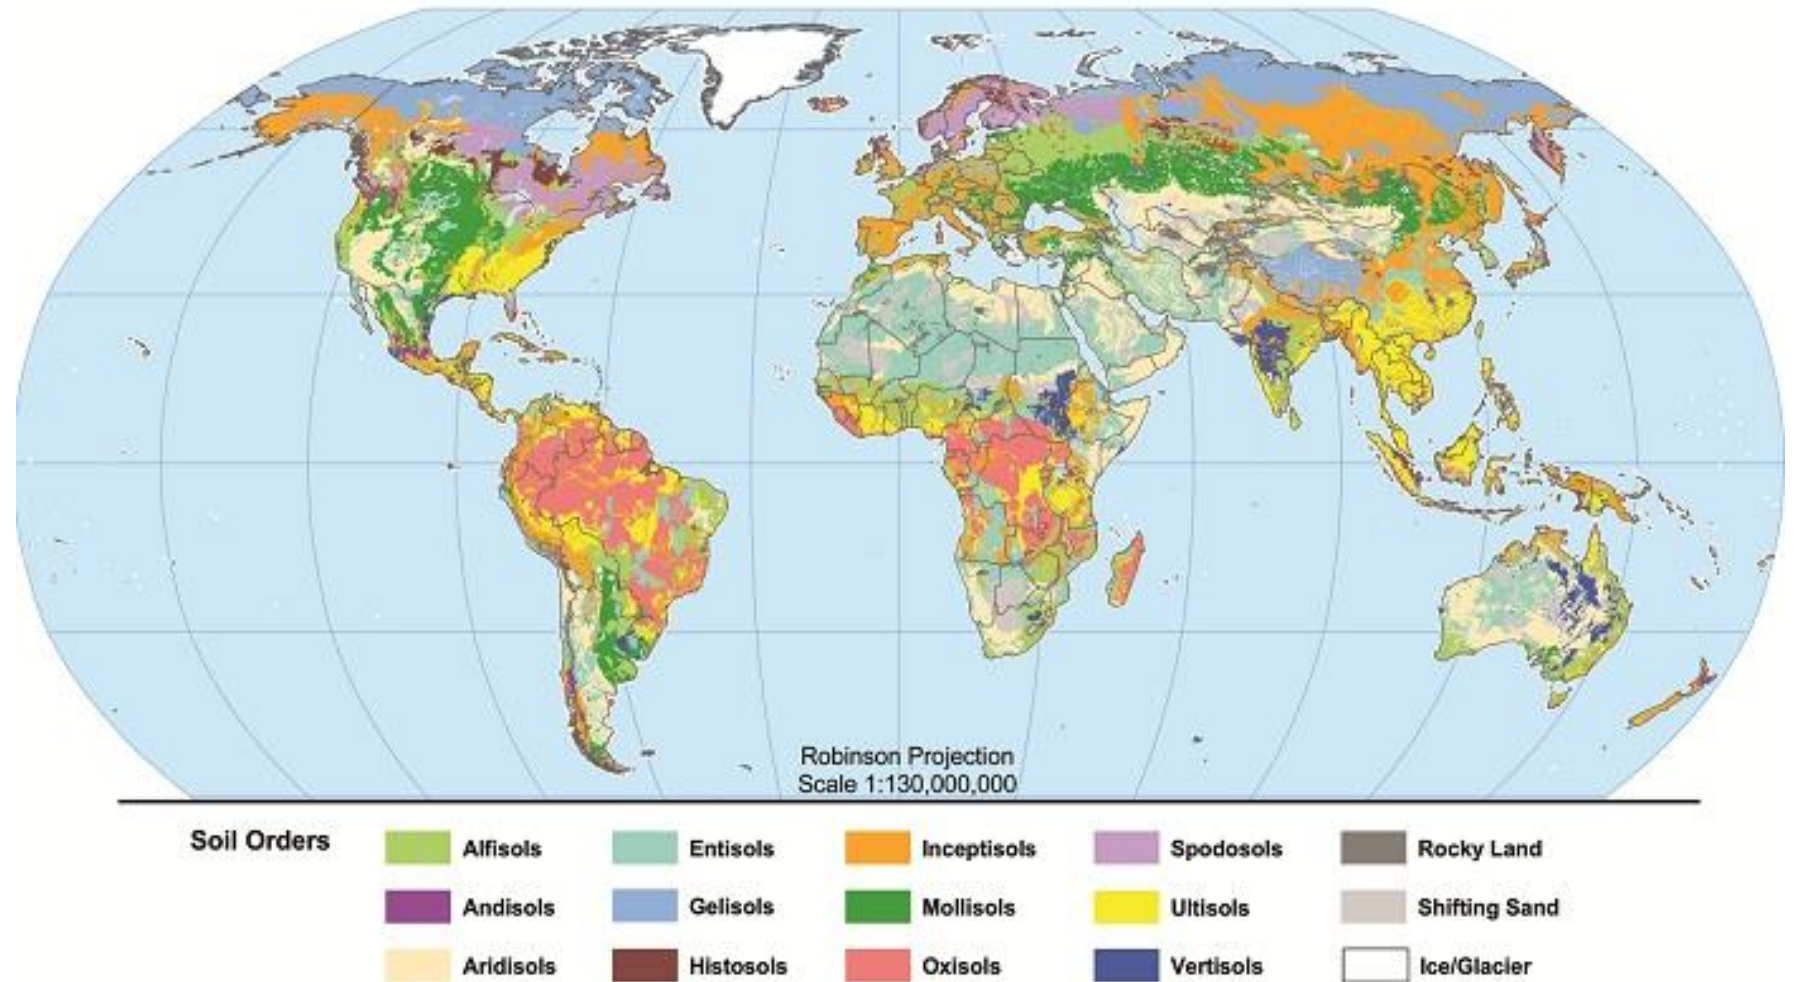 Robinson Projection
Scale 1:130,000,000
Soil Orders
Alfisols
Entisols
Inceptisols
Spodosols
Rocky Land
Andisols
Gelisols
Mollisols
Ultisols
Shifting Sand
Aridisols
Histosols
Oxisols
Vertisols
Ice/Glacier